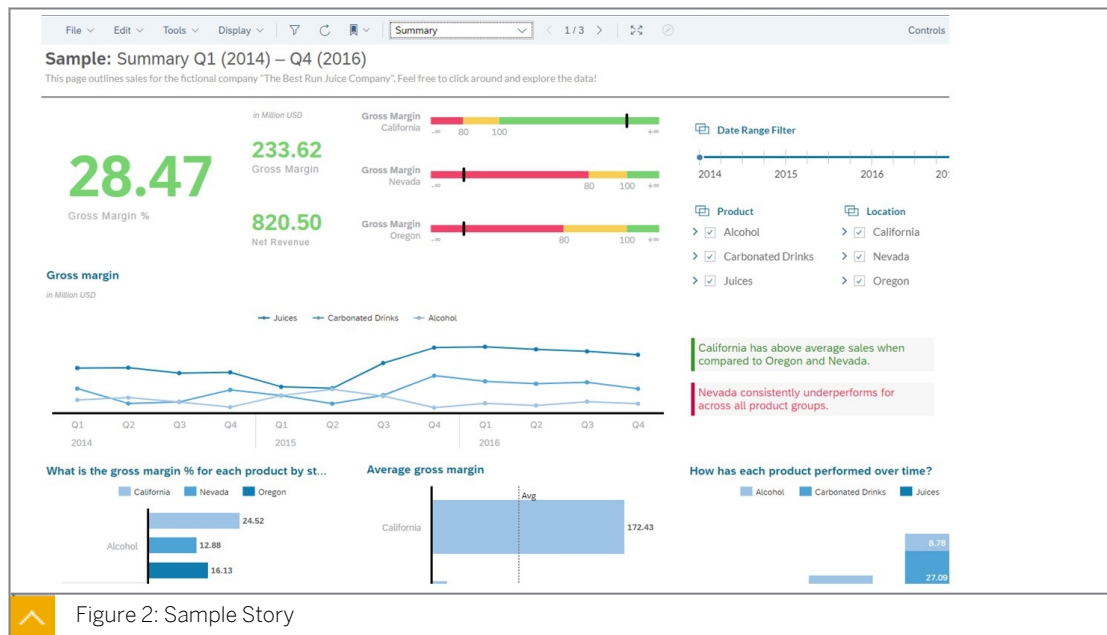 File Edit Tools Display Summary 1 / 3 Controls
Sample: Summary Q1 (2014) – Q4 (2016)
This page outlines sales for the fictional company "The Best Run Juice Company". Feel free to click around and explore the data!
28.47
Gross Margin %
in Million USD
233.62
Gross Margin
820.50
Net Revenue
Gross Margin
California
-∞ 80 100 +∞
Gross Margin
Nevada
-∞ 80 100 +∞
Gross Margin
Oregon
-∞ 80 100 +∞
Date Range Filter
2014 2015 2016 20
Product
Alcohol
Carbonated Drinks
Juices
Location
California
Nevada
Oregon
Gross margin
in Million USD
Juices Carbonated Drinks Alcohol
Q1 Q2 Q3 Q4 Q1 Q2 Q3 Q4 Q1 Q2 Q3 Q4
2014 2015 2016
California has above average sales when
compared to Oregon and Nevada.
Nevada consistently underperforms for
across all product groups.
What is the gross margin % for each product by st...
California Nevada Oregon
Alcohol
24.52
12.88
16.13
Average gross margin
Avg
California
172.43
How has each product performed over time?
Alcohol Carbonated Drinks Juices
8.78
27.09
Figure 2: Sample Story